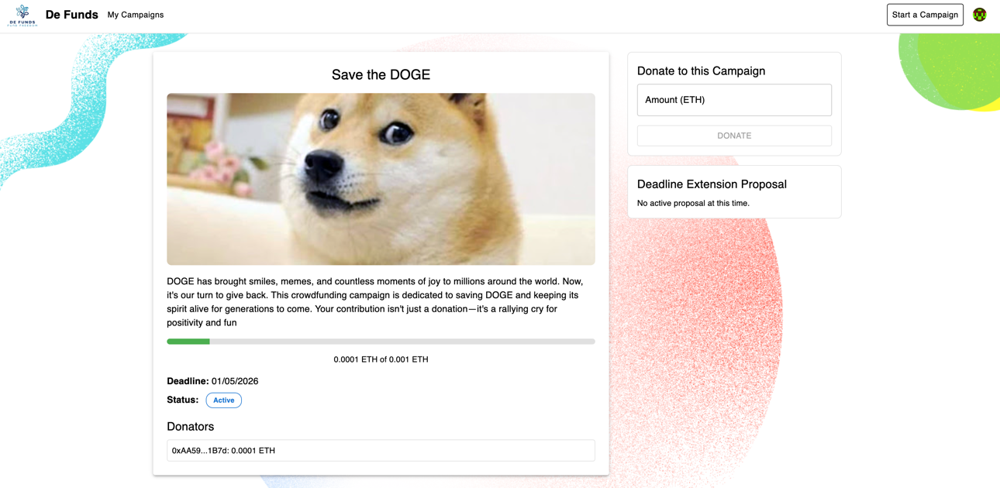 DE FUNDS
PURE FREEDOM
De Funds
My Campaigns
Start a Campaign
Save the DOGE
DOGE has brought smiles, memes, and countless moments of joy to millions around the world. Now,
it's our turn to give back. This crowdfunding campaign is dedicated to saving DOGE and keeping its
spirit alive for generations to come. Your contribution isn't just a donation—it's a rallying cry for
positivity and fun
0.0001 ETH of 0.001 ETH
Deadline: 01/05/2026
Status: Active
Donators
0xAA59...1B7d: 0.0001 ETH
Donate to this Campaign
Amount (ETH)
DONATE
Deadline Extension Proposal
No active proposal at this time.